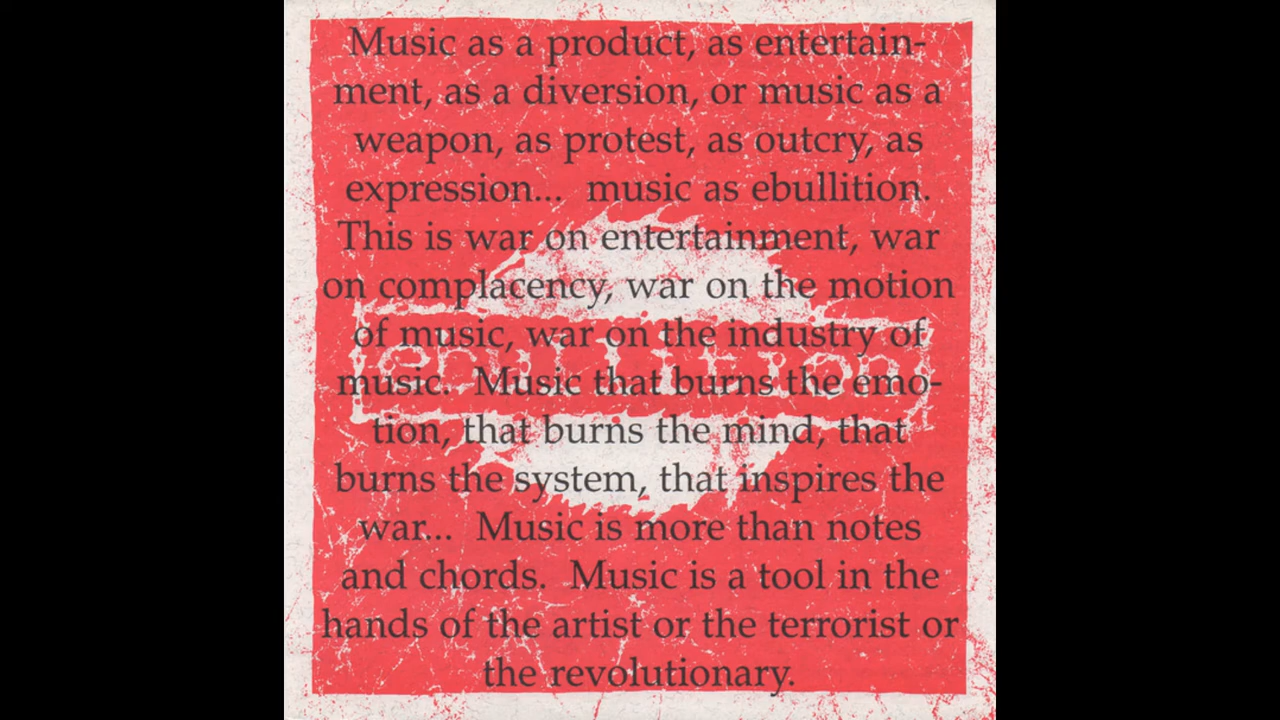 Music as a product, as entertain-
ment, as a diversion, or music as a
weapon, as protest, as outcry, as
expression...  music as ebullition.
This is war on entertainment, war
on complacency, war on the motion
of music, war on the industry of
ebullition
music.  Music that burns the emo-
tion, that burns the mind, that
burns the system, that inspires the
war...  Music is more than notes
and chords.  Music is a tool in the
hands of the artist or the terrorist or
the revolutionary.